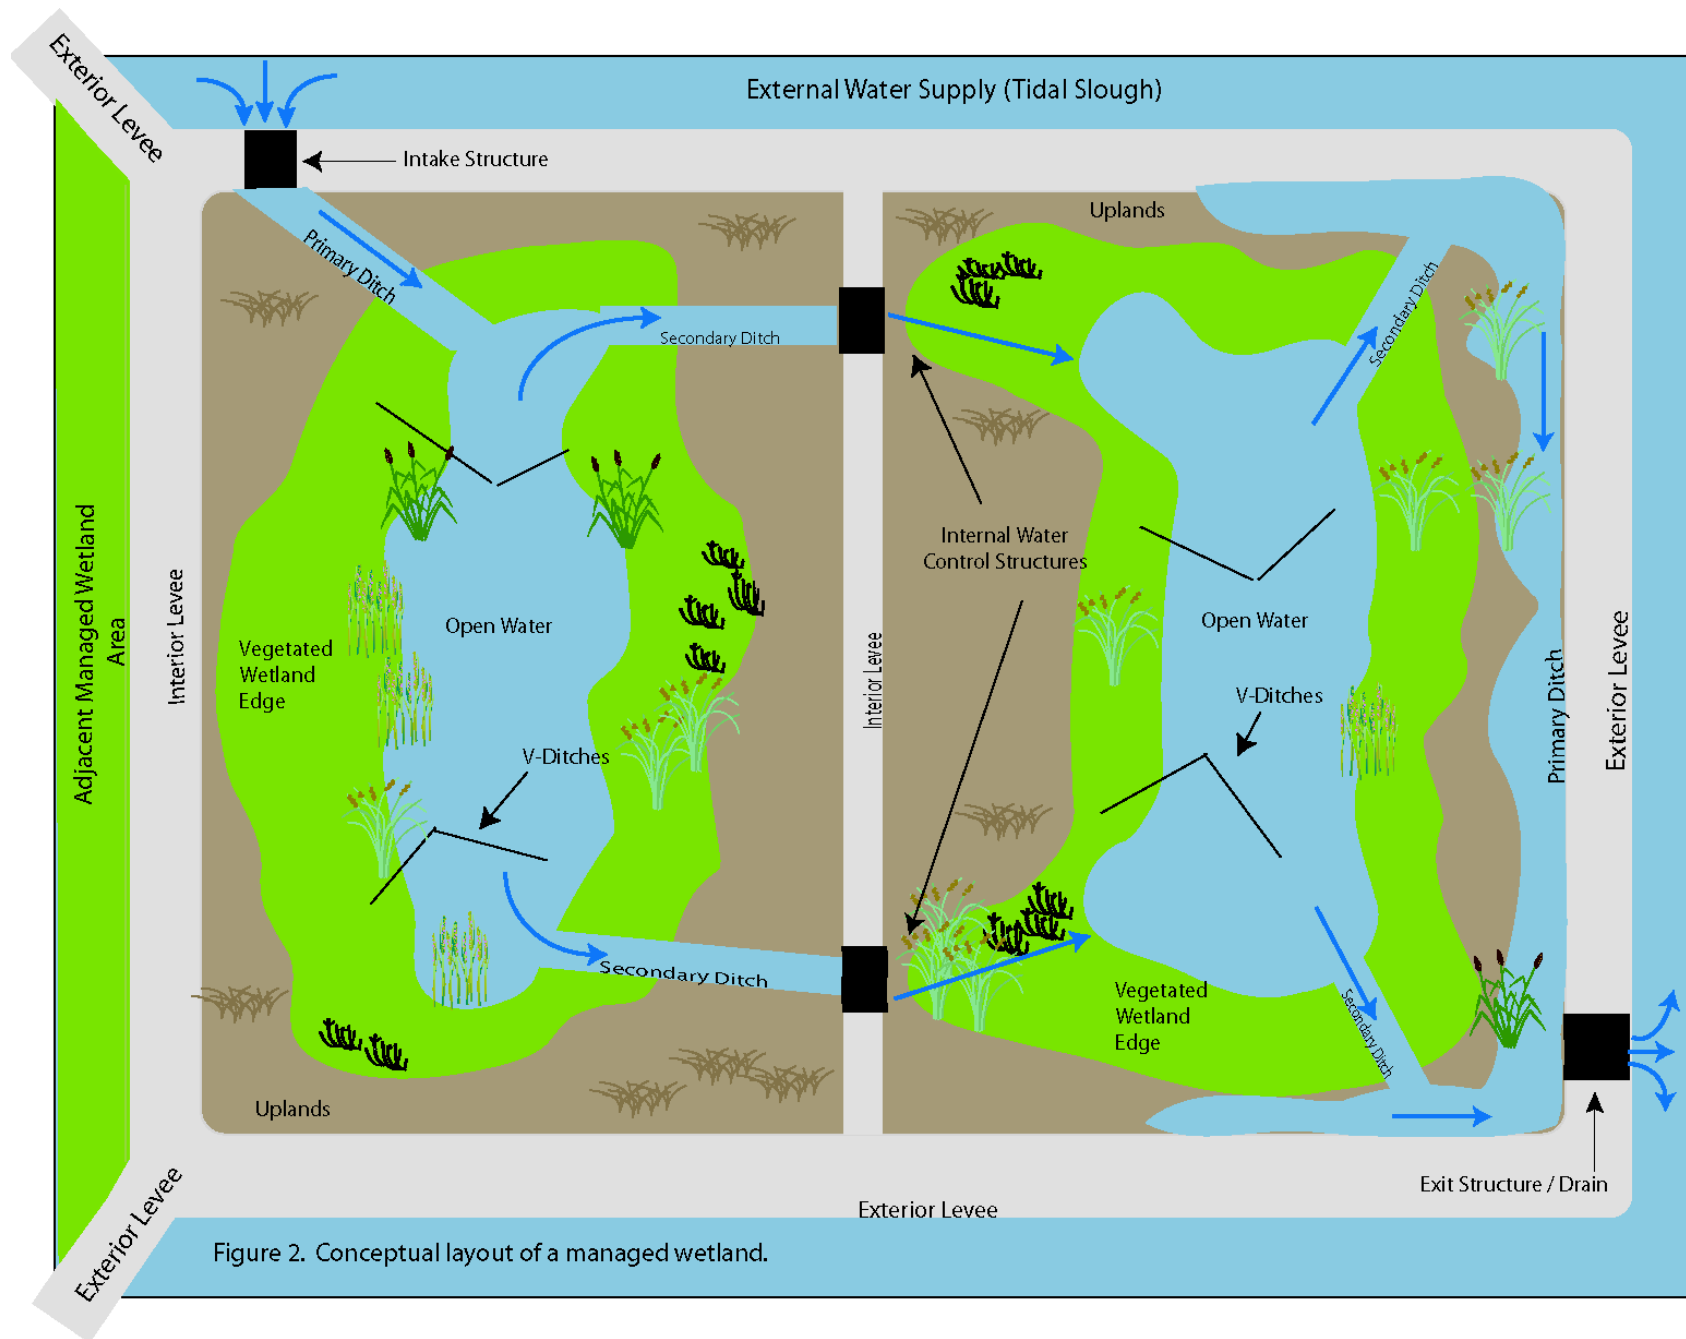 Exterior Levee
External Water Supply (Tidal Slough)
Intake Structure
Uplands
Primary Ditch
Secondary Ditch
Secondary Ditch
Adjacent Managed Wetland
Area
Interior Levee
Internal Water
Control Structures
Open Water
Open Water
Vegetated
Wetland
Edge
Interior Levee
Primary Ditch
Exterior Levee
V-Ditches
V-Ditches
Secondary Ditch
Vegetated
Wetland
Edge
Secondary Ditch
Uplands
Exterior Levee
Exit Structure / Drain
Exterior Levee
Figure 2. Conceptual layout of a managed wetland.